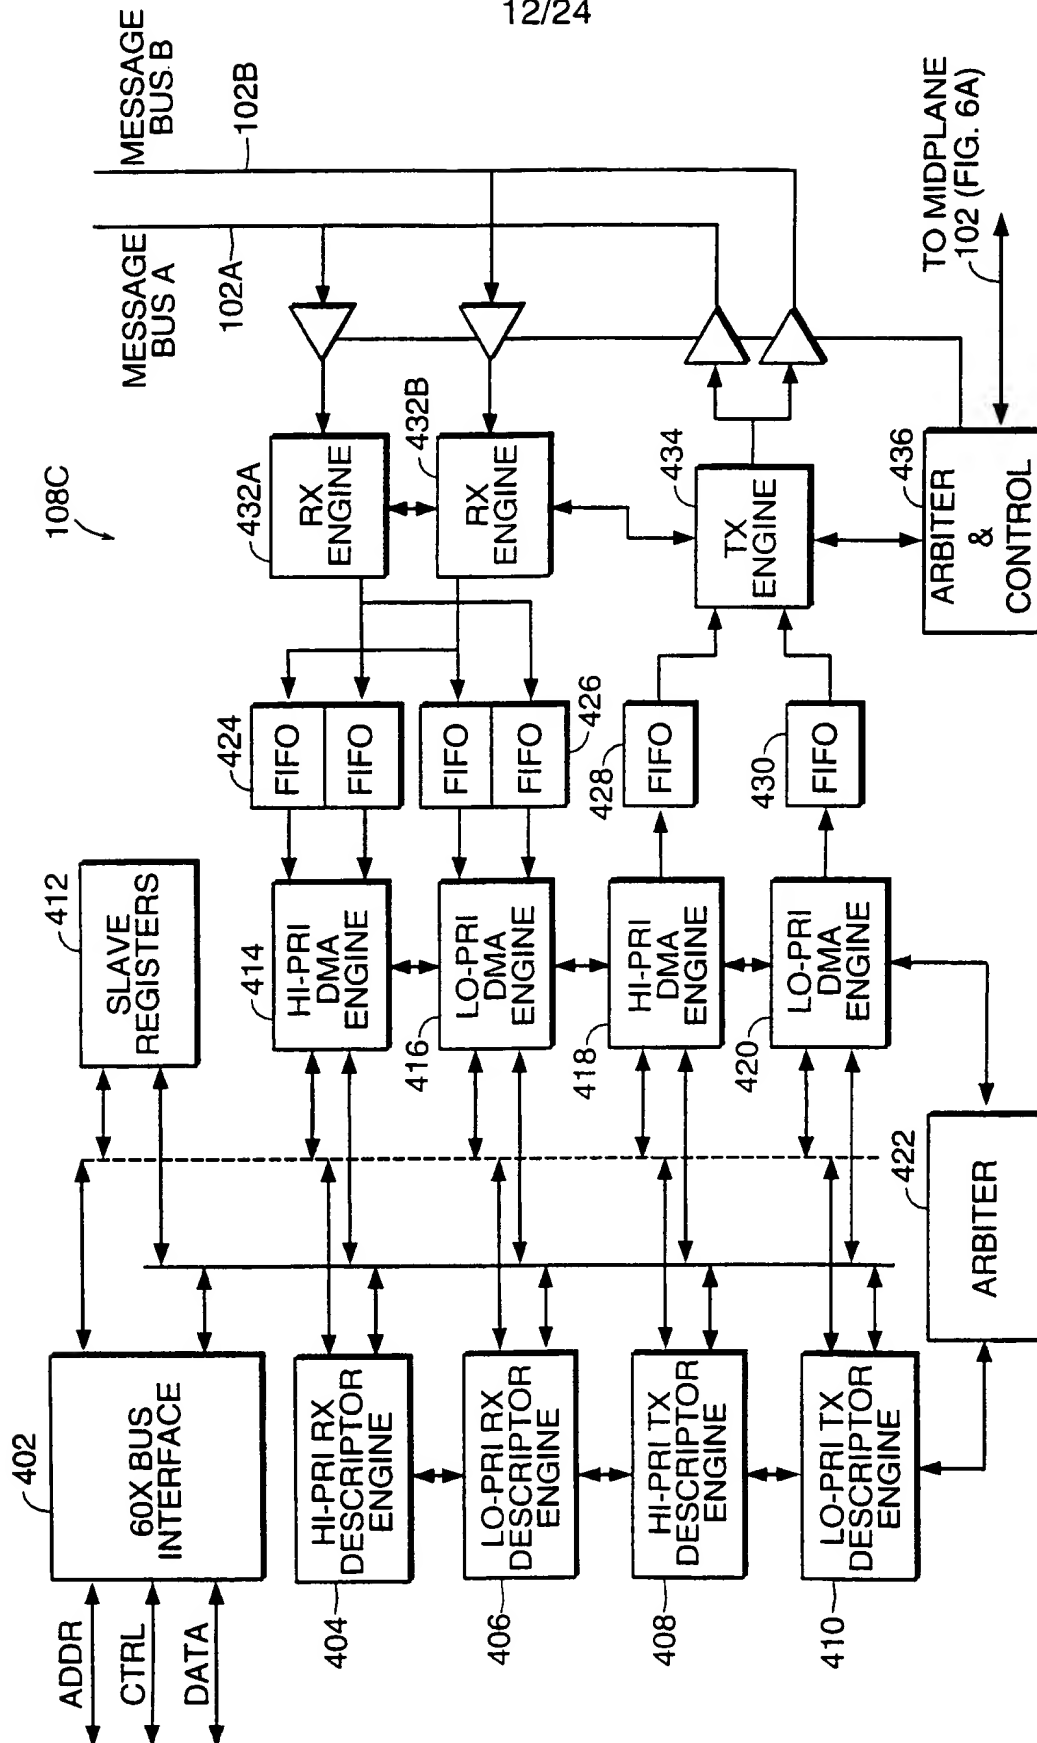 12/24
108C
402
ADDR
CTRL
DATA
60X BUS
INTERFACE
412
SLAVE
REGISTERS
MESSAGE
BUS A
102A
MESSAGE
BUS B
102B
404
HI-PRI RX
DESCRIPTOR
ENGINE
414
HI-PRI
DMA
ENGINE
424
FIFO
FIFO
432A
RX
ENGINE
406
LO-PRI RX
DESCRIPTOR
ENGINE
416
LO-PRI
DMA
ENGINE
FIFO
FIFO
426
432B
RX
ENGINE
408
HI-PRI TX
DESCRIPTOR
ENGINE
418
HI-PRI
DMA
ENGINE
428
FIFO
434
TX
ENGINE
410
LO-PRI TX
DESCRIPTOR
ENGINE
420
LO-PRI
DMA
ENGINE
430
FIFO
422
ARBITER
436
ARBITER
&
CONTROL
TO MIDPLANE
102 (FIG. 6A)